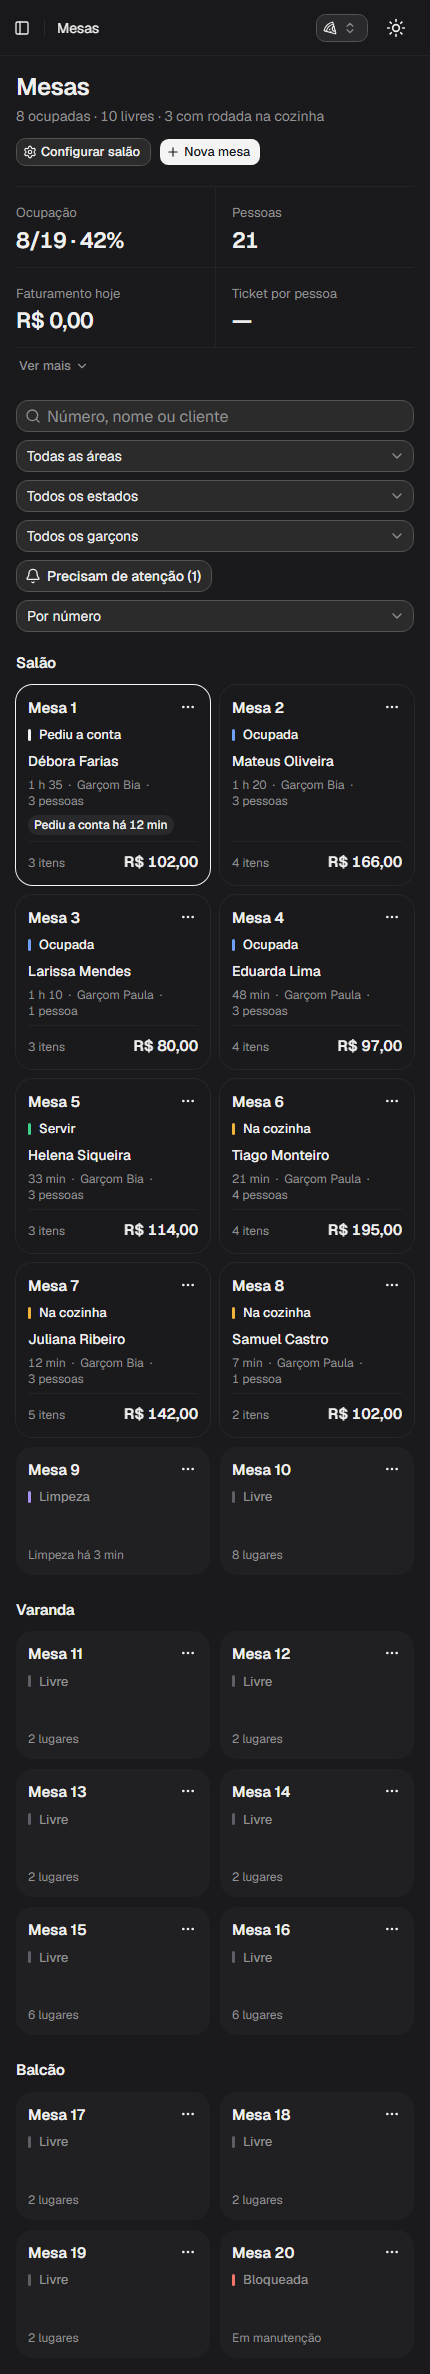 Mesas
Mesas
8 ocupadas · 10 livres · 3 com rodada na cozinha
Configurar salão
Nova mesa
Ocupação
8/19 · 42%
Pessoas
21
Faturamento hoje
R$ 0,00
Ticket por pessoa
—
Ver mais
Número, nome ou cliente
Todas as áreas
Todos os estados
Todos os garçons
Precisam de atenção (1)
Por número
Salão
Mesa 1
Pediu a conta
Débora Farias
1 h 35 · Garçom Bia ·
3 pessoas
Pediu a conta há 12 min
3 itens
R$ 102,00
Mesa 2
Ocupada
Mateus Oliveira
1 h 20 · Garçom Bia ·
3 pessoas
4 itens
R$ 166,00
Mesa 3
Ocupada
Larissa Mendes
1 h 10 · Garçom Paula ·
1 pessoa
3 itens
R$ 80,00
Mesa 4
Ocupada
Eduarda Lima
48 min · Garçom Paula ·
3 pessoas
4 itens
R$ 97,00
Mesa 5
Servir
Helena Siqueira
33 min · Garçom Bia ·
3 pessoas
3 itens
R$ 114,00
Mesa 6
Na cozinha
Tiago Monteiro
21 min · Garçom Paula ·
4 pessoas
4 itens
R$ 195,00
Mesa 7
Na cozinha
Juliana Ribeiro
12 min · Garçom Bia ·
3 pessoas
5 itens
R$ 142,00
Mesa 8
Na cozinha
Samuel Castro
7 min · Garçom Paula ·
1 pessoa
2 itens
R$ 102,00
Mesa 9
Limpeza
Limpeza há 3 min
Mesa 10
Livre
8 lugares
Varanda
Mesa 11
Livre
2 lugares
Mesa 12
Livre
2 lugares
Mesa 13
Livre
2 lugares
Mesa 14
Livre
2 lugares
Mesa 15
Livre
6 lugares
Mesa 16
Livre
6 lugares
Balcão
Mesa 17
Livre
2 lugares
Mesa 18
Livre
2 lugares
Mesa 19
Livre
2 lugares
Mesa 20
Bloqueada
Em manutenção